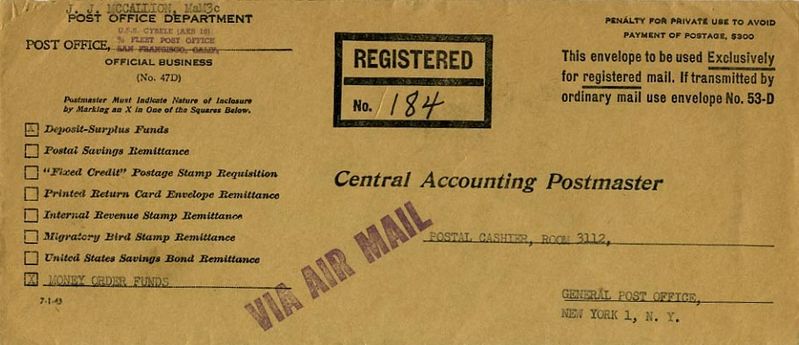 J. J. MCCALLION, MaM3c
POST OFFICE DEPARTMENT
U.S.S. CYBELE (AKS 10)
POST OFFICE, % FLEET POST OFFICE
SAN FRANCISCO, CALIF.
OFFICIAL BUSINESS
(No. 47D)
Postmaster Must Indicate Nature of Inclosure
by Marking an X in One of the Squares Below.
X Deposit-Surplus Funds
Postal Savings Remittance
"Fixed Credit" Postage Stamp Requisition
Printed Return Card Envelope Remittance
Internal Revenue Stamp Remittance
Migratory Bird Stamp Remittance
United States Savings Bond Remittance
X MONEY ORDER FUNDS
7-1-43
REGISTERED
No. 184
PENALTY FOR PRIVATE USE TO AVOID
PAYMENT OF POSTAGE, $300
This envelope to be used Exclusively
for registered mail. If transmitted by
ordinary mail use envelope No. 53-D
Central Accounting Postmaster
VIA AIR MAIL
POSTAL CASHIER, ROOM 3112,
GENERAL POST OFFICE,
NEW YORK 1, N. Y.